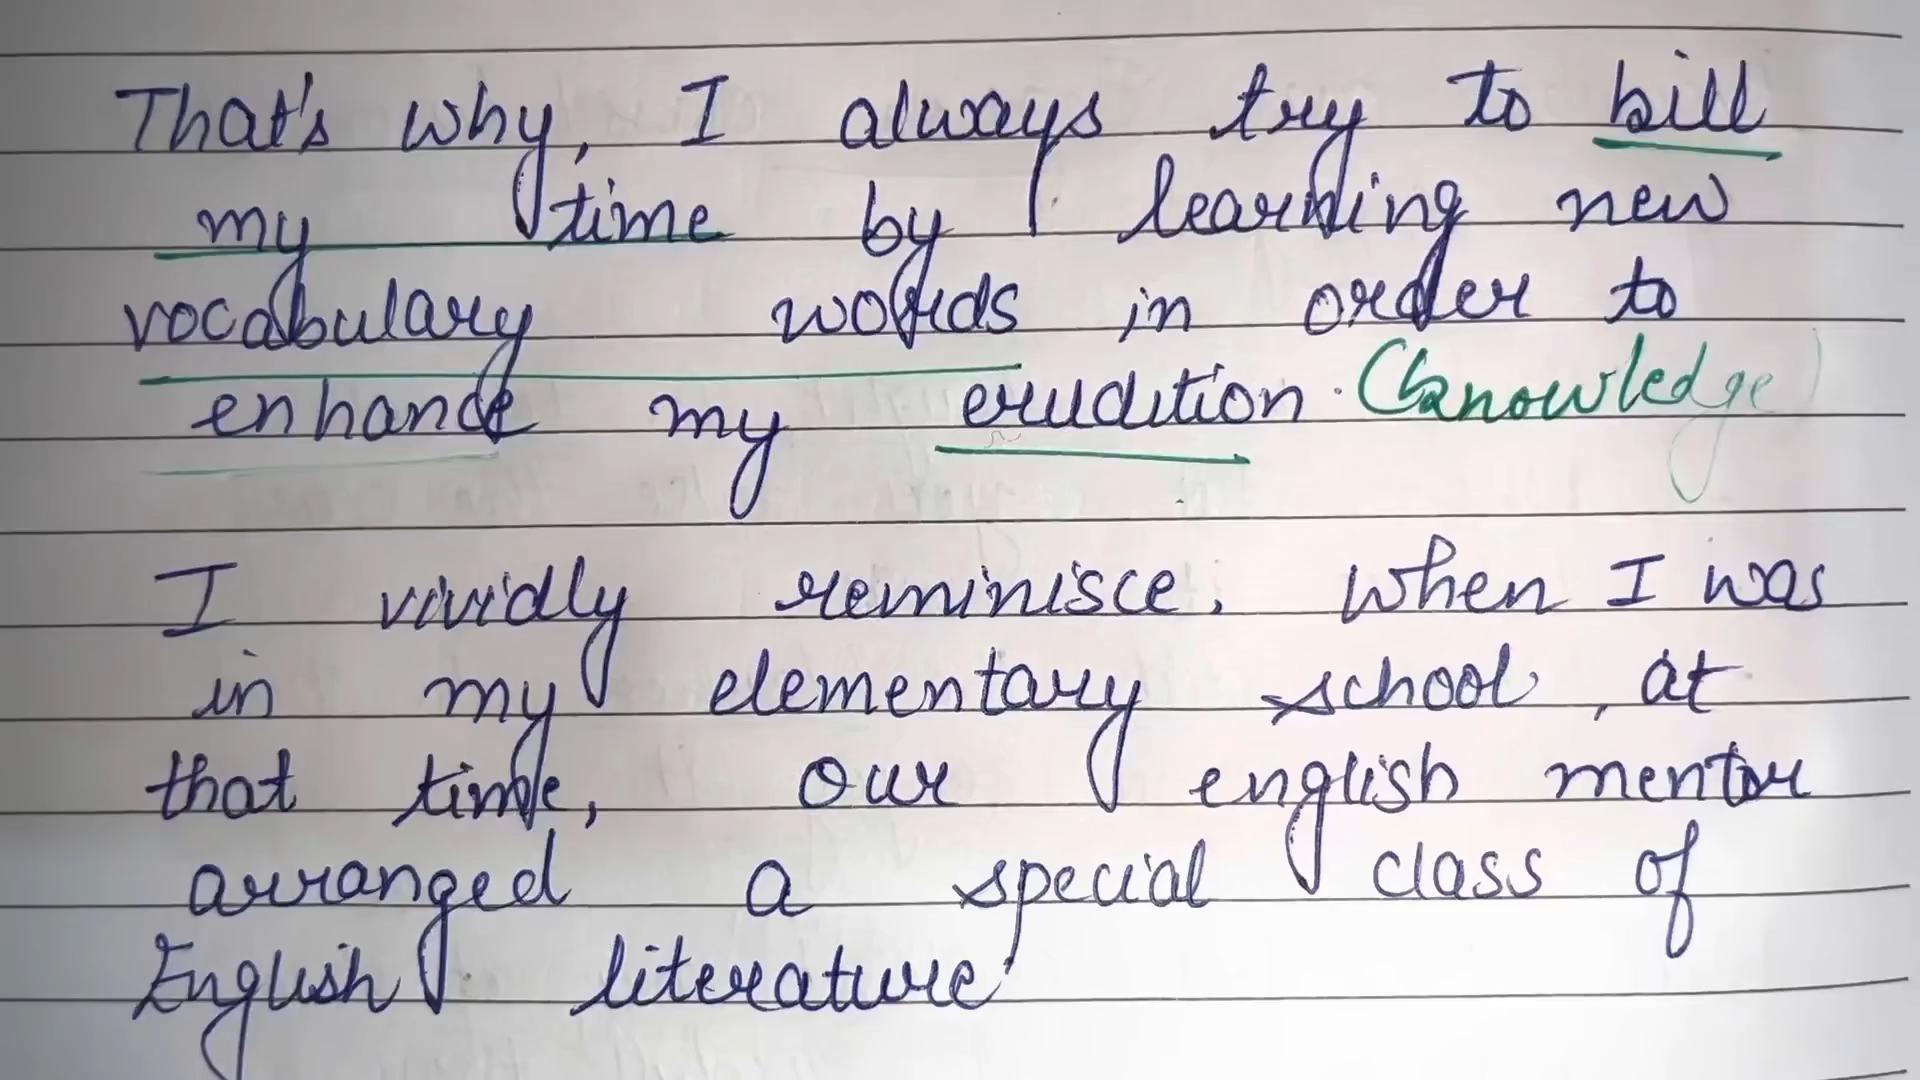 That's why, I always try to bill
my time by learning new
vocabulary words in order to
enhance my erudition. (knowledge)
I vividly reminisce, when I was
in my elementary school, at
that time, our english mentor
arranged a special class of
English literature